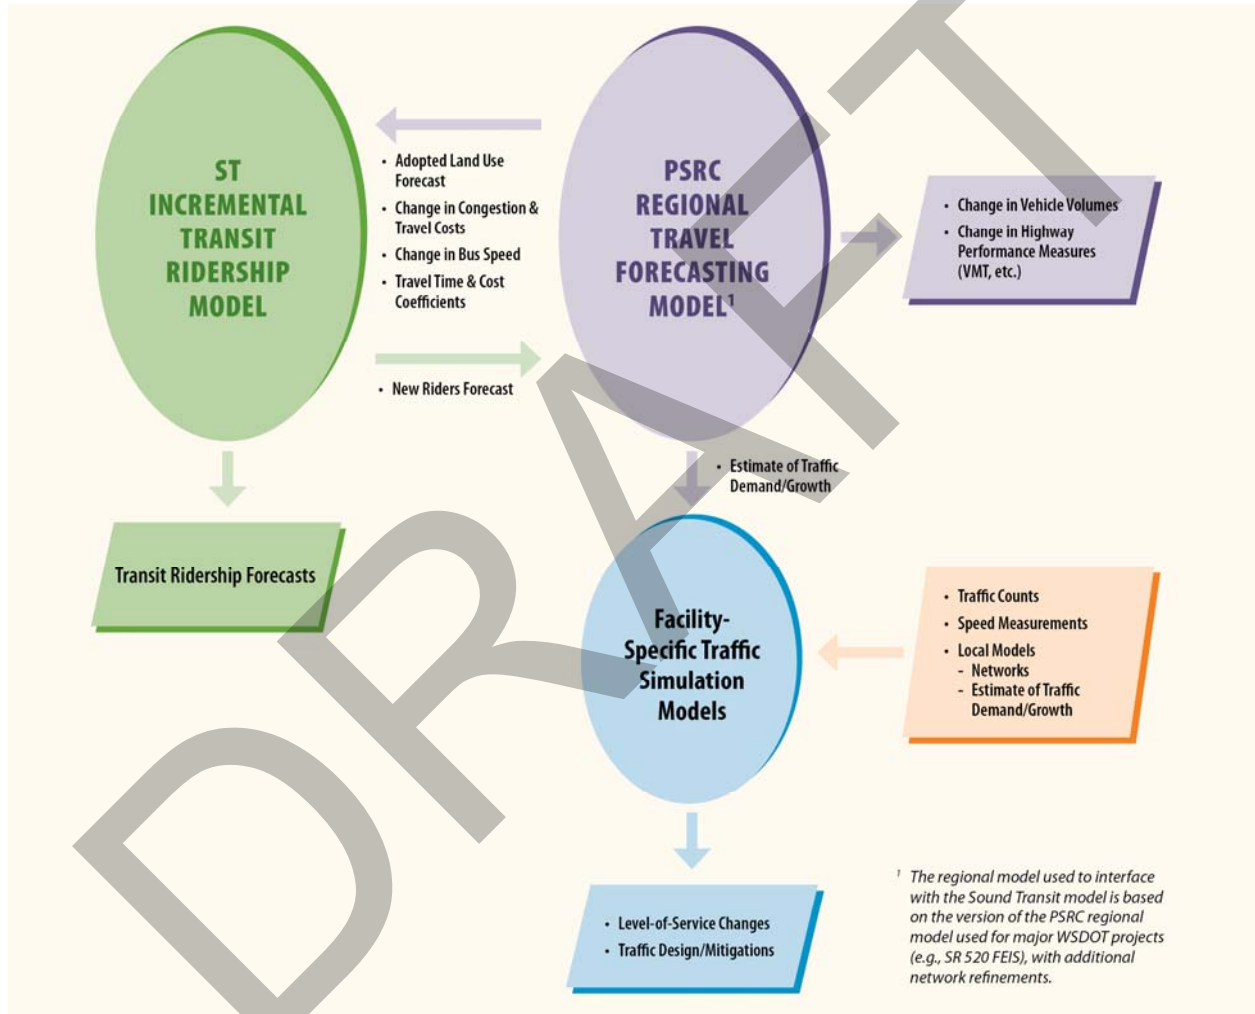 ST
INCREMENTAL
TRANSIT
RIDERSHIP
MODEL
• Adopted Land Use
Forecast
• Change in Congestion &
Travel Costs
• Change in Bus Speed
• Travel Time & Cost
Coefficients
• New Riders Forecast
PSRC
REGIONAL
TRAVEL
FORECASTING
MODEL¹
• Change in Vehicle Volumes
• Change in Highway
Performance Measures
(VMT, etc.)
• Estimate of Traffic
Demand/Growth
Transit Ridership Forecasts
Facility-
Specific Traffic
Simulation
Models
• Traffic Counts
• Speed Measurements
• Local Models
- Networks
- Estimate of Traffic
Demand/Growth
• Level-of-Service Changes
• Traffic Design/Mitigations
¹ The regional model used to interface
with the Sound Transit model is based
on the version of the PSRC regional
model used for major WSDOT projects
(e.g., SR 520 FEIS), with additional
network refinements.
DRAFT